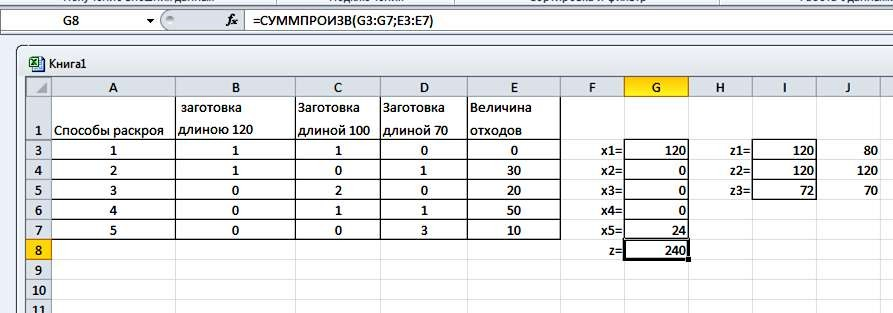 G8 fx =СУММПРОИЗВ(G3:G7;E3:E7)
Книга1
A B C D E F G H I J
заготовка Заготовка Заготовка Величина
1 Способы раскроя длиною 120 длиной 100 длиной 70 отходов
3 1 1 1 0 0 x1= 120 z1= 120 80
4 2 1 0 1 30 x2= 0 z2= 120 120
5 3 0 2 0 20 x3= 0 z3= 72 70
6 4 0 1 1 50 x4= 0
7 5 0 0 3 10 x5= 24
8 z= 240
9
10
11